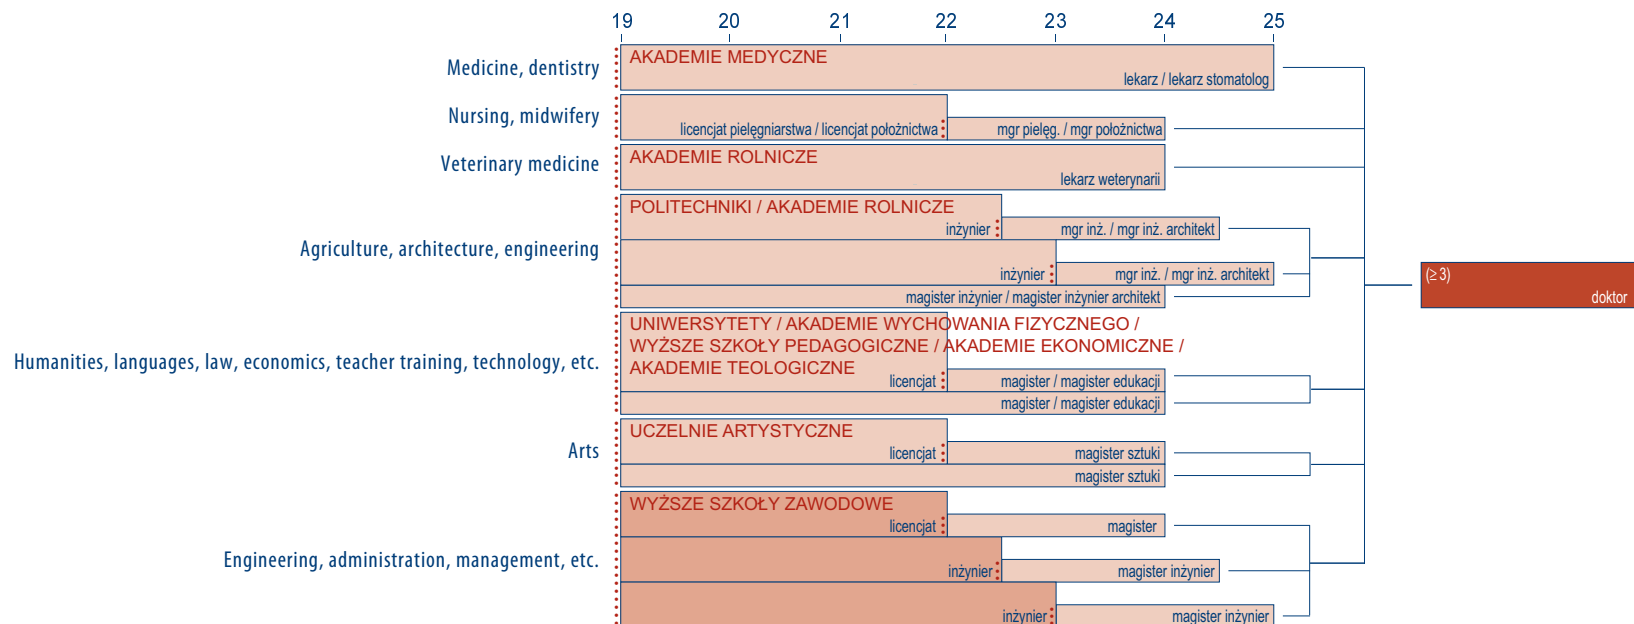 19 20 21 22 23 24 25
Medicine, dentistry
AKADEMIE MEDYCZNE
lekarz / lekarz stomatolog
Nursing, midwifery
licencjat pielęgniarstwa / licencjat położnictwa
mgr pielęg. / mgr położnictwa
Veterinary medicine
AKADEMIE ROLNICZE
lekarz weterynarii
Agriculture, architecture, engineering
POLITECHNIKI / AKADEMIE ROLNICZE
inżynier
mgr inż. / mgr inż. architekt
inżynier
mgr inż. / mgr inż. architekt
magister inżynier / magister inżynier architekt
(≥ 3)
doktor
Humanities, languages, law, economics, teacher training, technology, etc.
UNIWERSYTETY / AKADEMIE WYCHOWANIA FIZYCZNEGO /
WYŻSZE SZKOŁY PEDAGOGICZNE / AKADEMIE EKONOMICZNE /
AKADEMIE TEOLOGICZNE
licencjat
magister / magister edukacji
magister / magister edukacji
Arts
UCZELNIE ARTYSTYCZNE
licencjat
magister sztuki
magister sztuki
Engineering, administration, management, etc.
WYŻSZE SZKOŁY ZAWODOWE
licencjat
magister
inżynier
magister inżynier
inżynier
magister inżynier